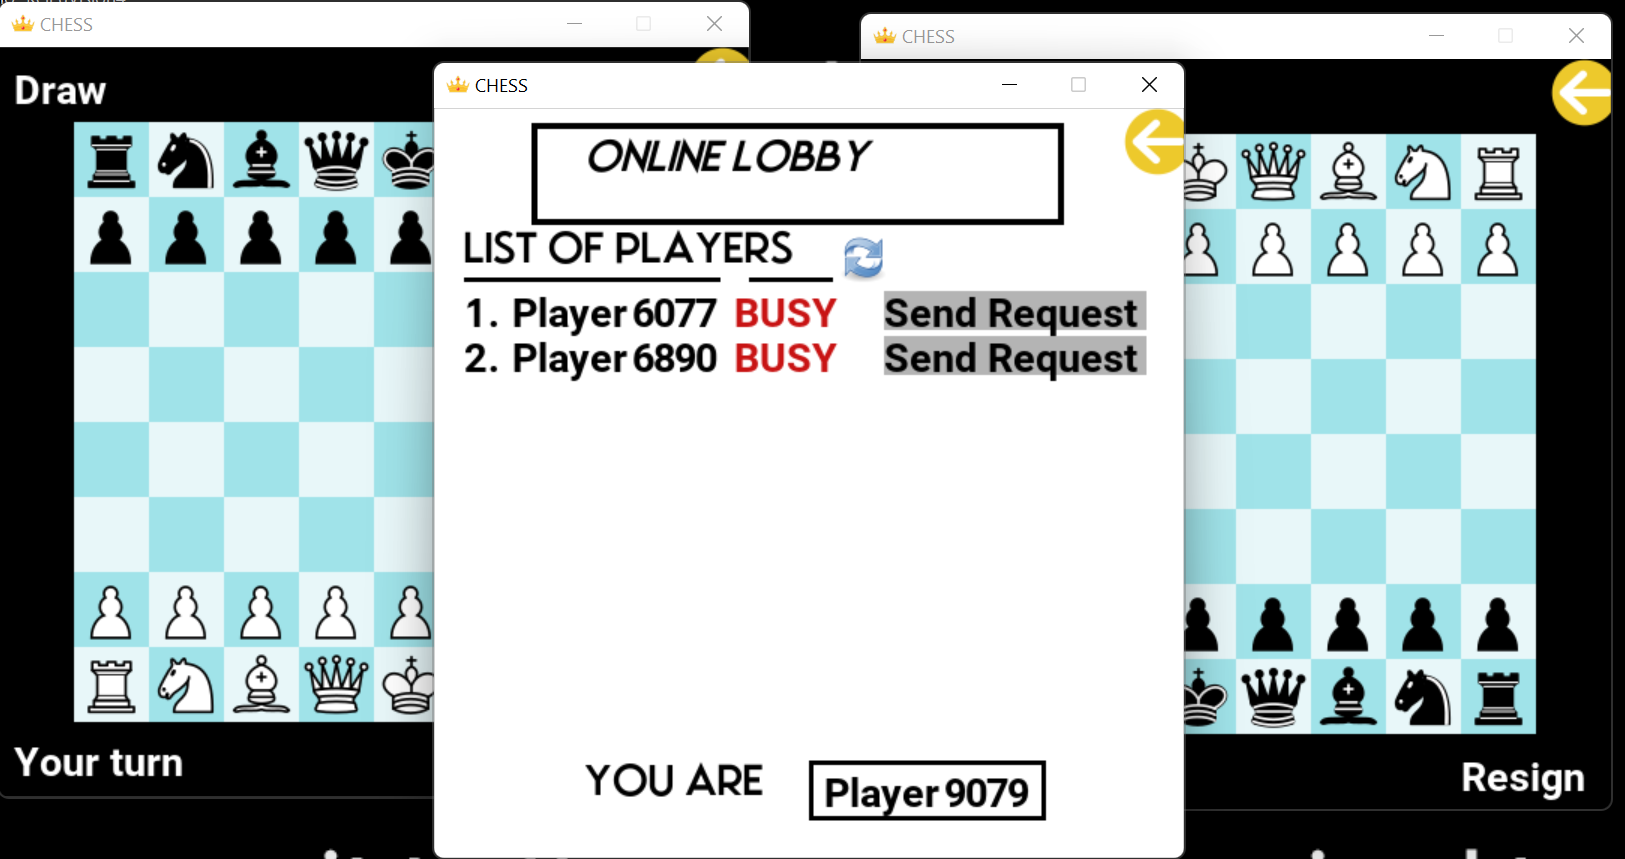 CHESS
Draw
Your turn
CHESS
ONLINE LOBBY
LIST OF PLAYERS
1. Player 6077 BUSY Send Request
2. Player 6890 BUSY Send Request
YOU ARE Player 9079
CHESS
Resign